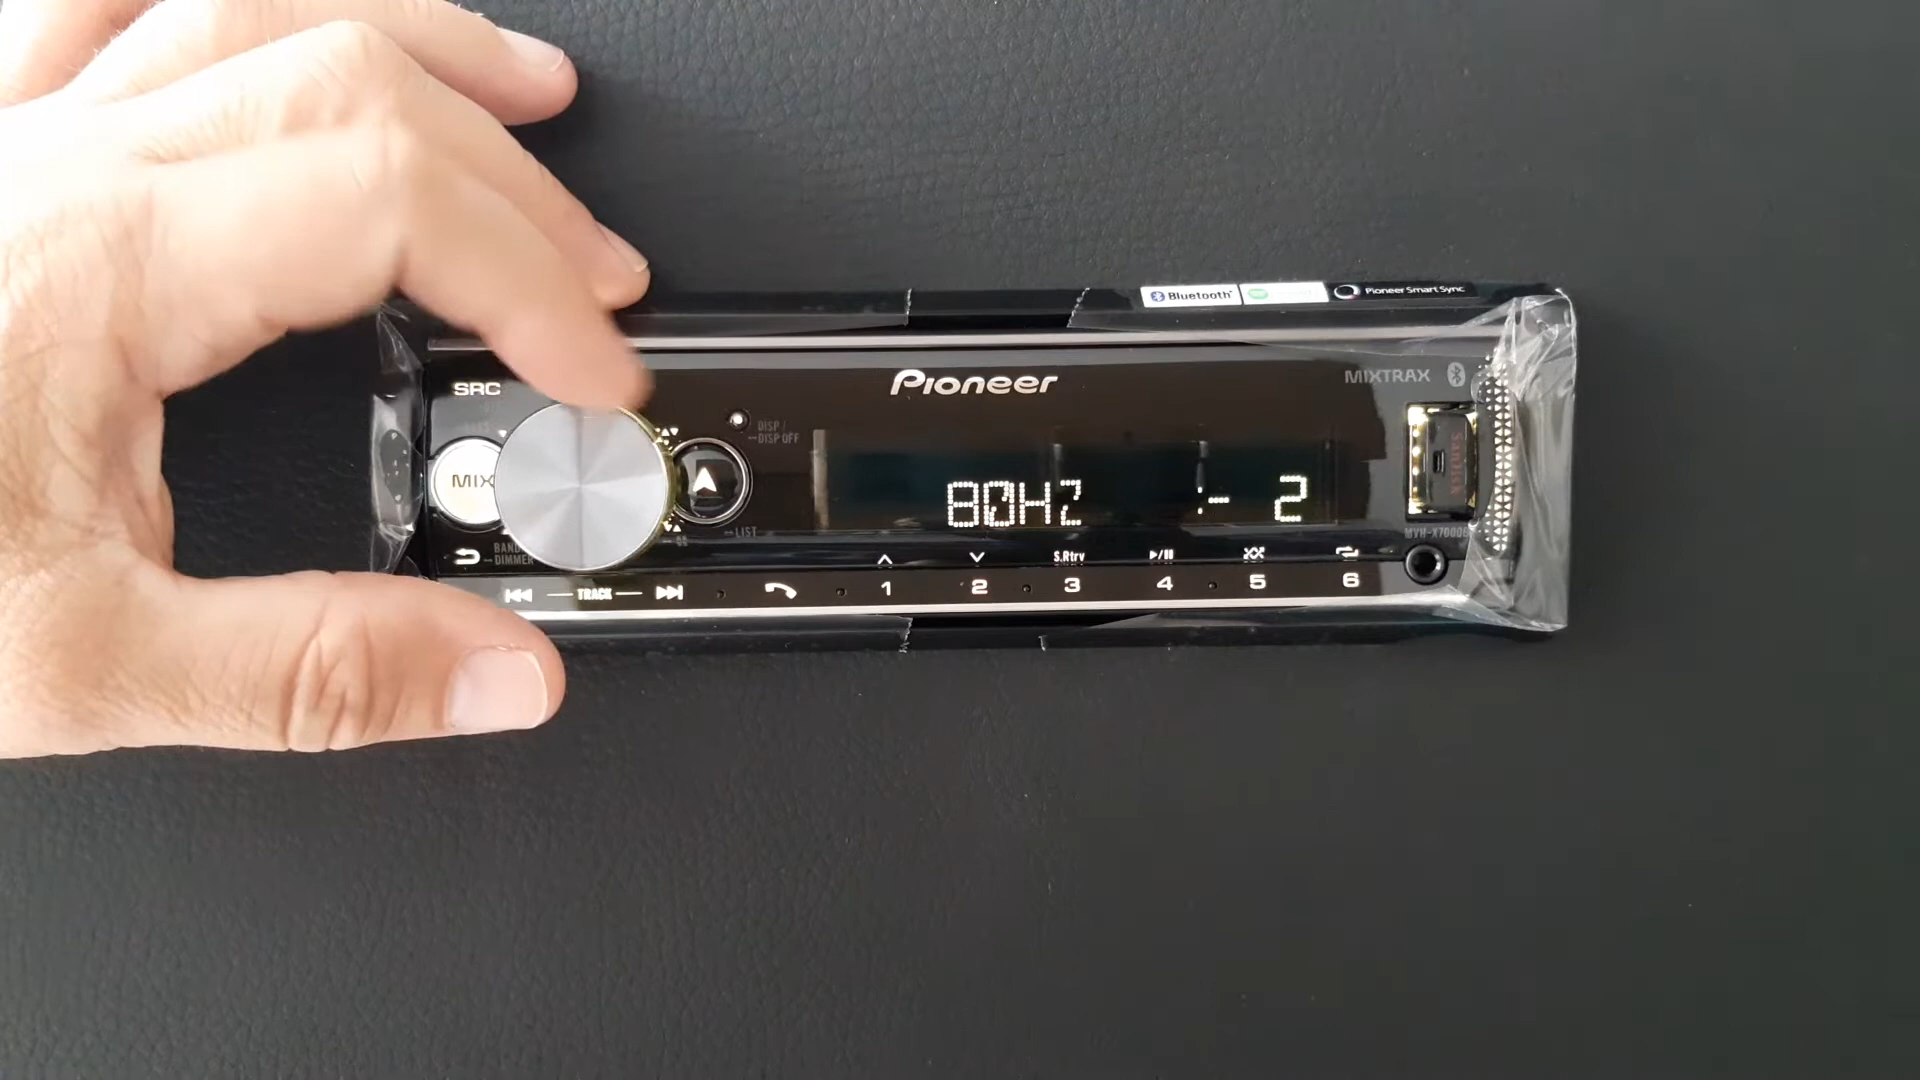 Bluetooth®
Pioneer Smart Sync
SRC
Pioneer
MIXTRAX
DISP /
DISP OFF
MIX
SanDisk
80HZ :- 2
LIST
BAND
DIMMER
S.Rtrv
TRACK
1 2 3 4 5 6